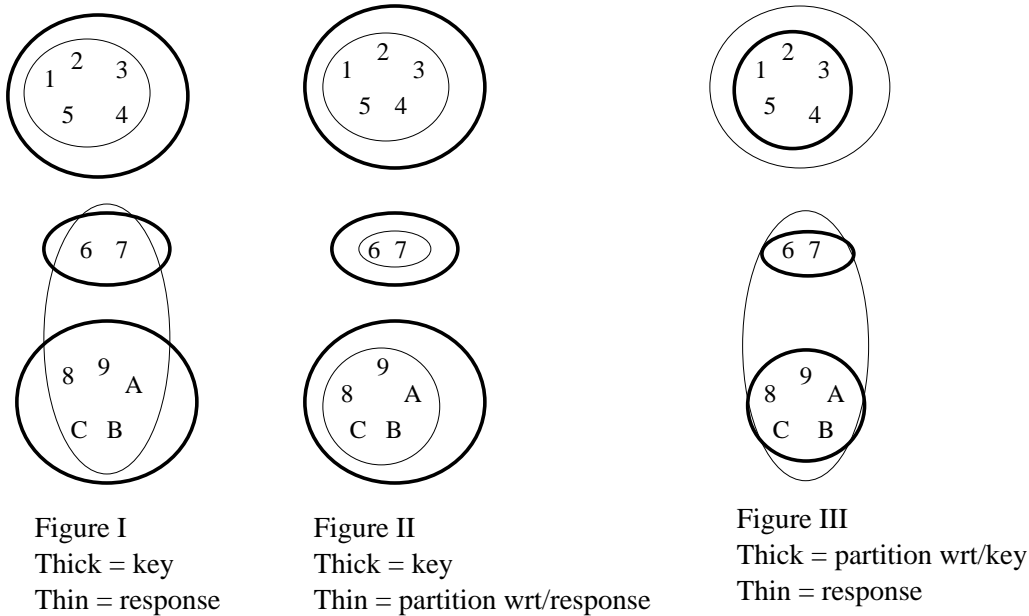 2
1 3
5 4
6 7
8 9 A
C B
Figure I
Thick = key
Thin = response
2
1 3
5 4
6 7
9
8 A
C B
Figure II
Thick = key
Thin = partition wrt/response
2
1 3
5 4
6 7
9
8 A
C B
Figure III
Thick = partition wrt/key
Thin = response